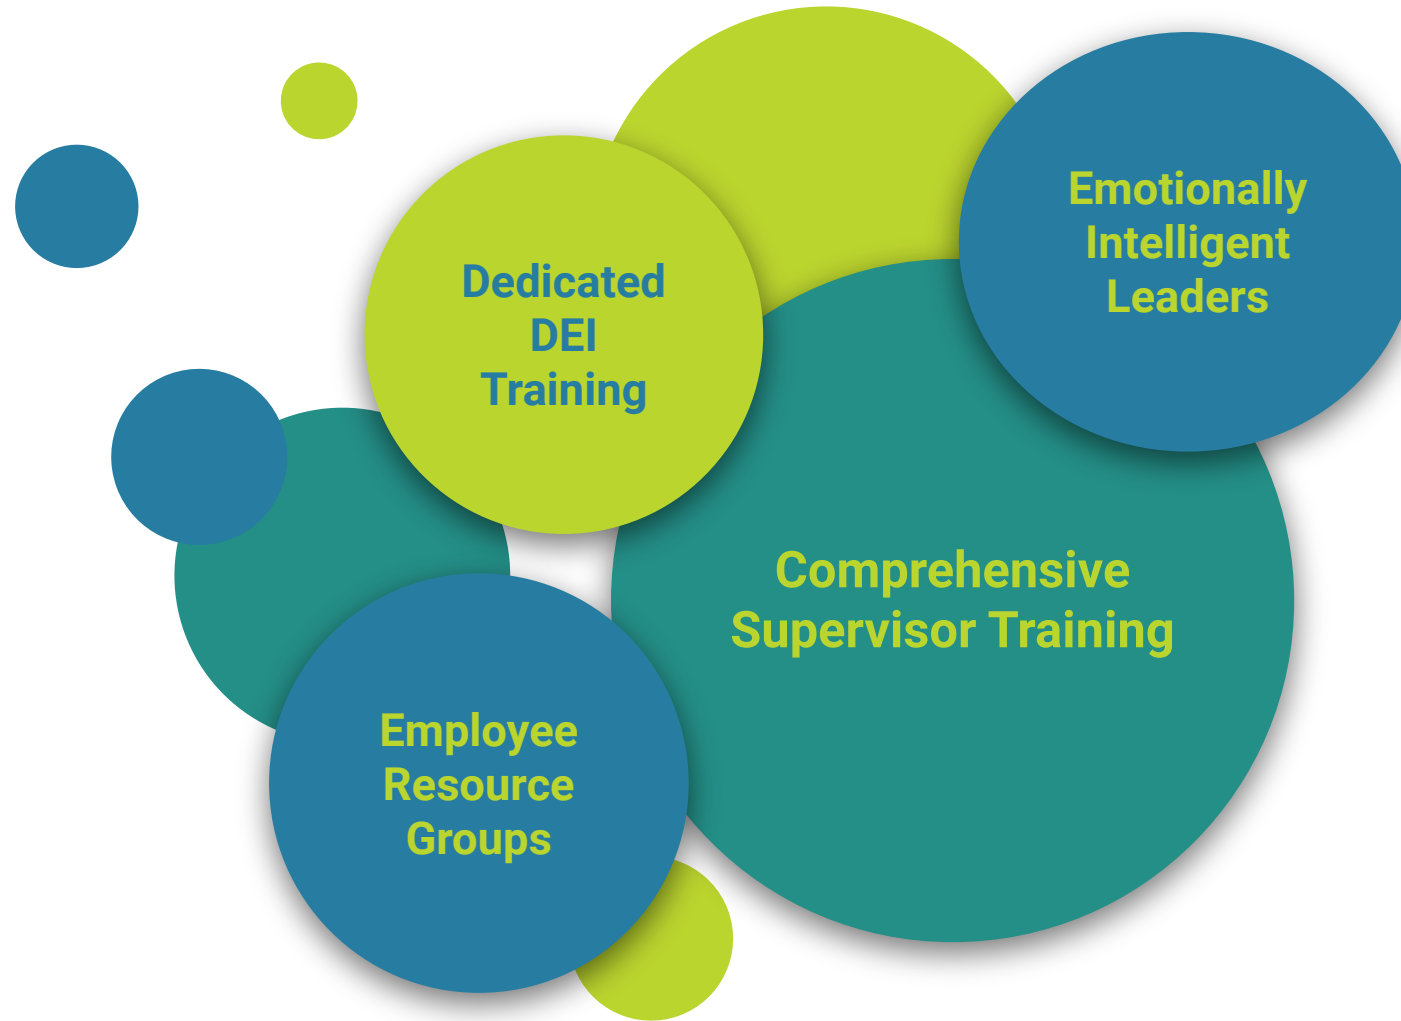 Emotionally
Intelligent
Leaders
Dedicated
DEI
Training
Comprehensive
Supervisor Training
Employee
Resource
Groups